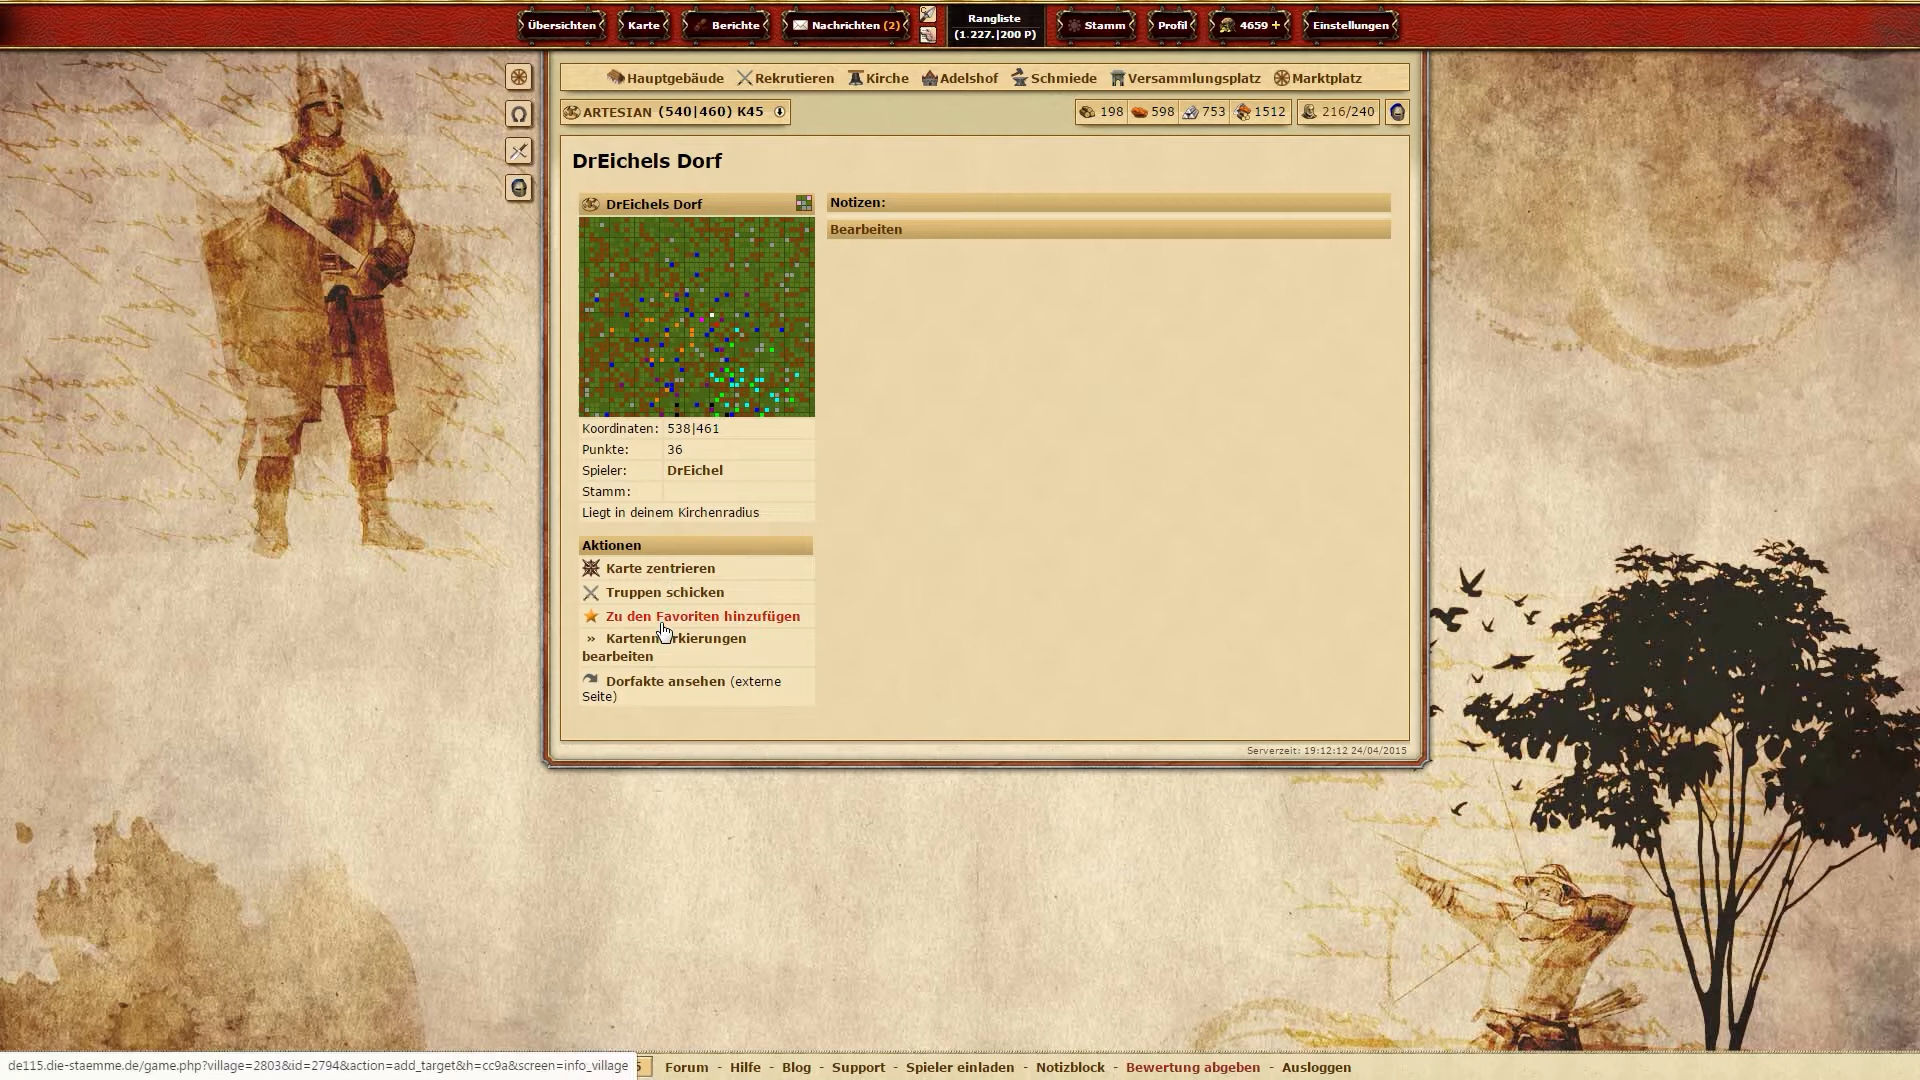 Übersichten Karte Berichte Nachrichten (2) Rangliste (1.227.|200 P) Stamm Profil 4659 + Einstellungen
Hauptgebäude Rekrutieren Kirche Adelshof Schmiede Versammlungsplatz Marktplatz
ARTESIAN (540|460) K45 198 598 753 1512 216/240
DrEichels Dorf
DrEichels Dorf
Notizen:
Bearbeiten
Koordinaten: 538|461
Punkte: 36
Spieler: DrEichel
Stamm:
Liegt in deinem Kirchenradius
Aktionen
Karte zentrieren
Truppen schicken
Zu den Favoriten hinzufügen
» Kartenmarkierungen
bearbeiten
Dorfakte ansehen (externe
Seite)
Serverzeit: 19:12:12 24/04/2015
de115.die-staemme.de/game.php?village=2803&id=2794&action=add_target&h=cc9a&screen=info_village
Forum - Hilfe - Blog - Support - Spieler einladen - Notizblock - Bewertung abgeben - Ausloggen